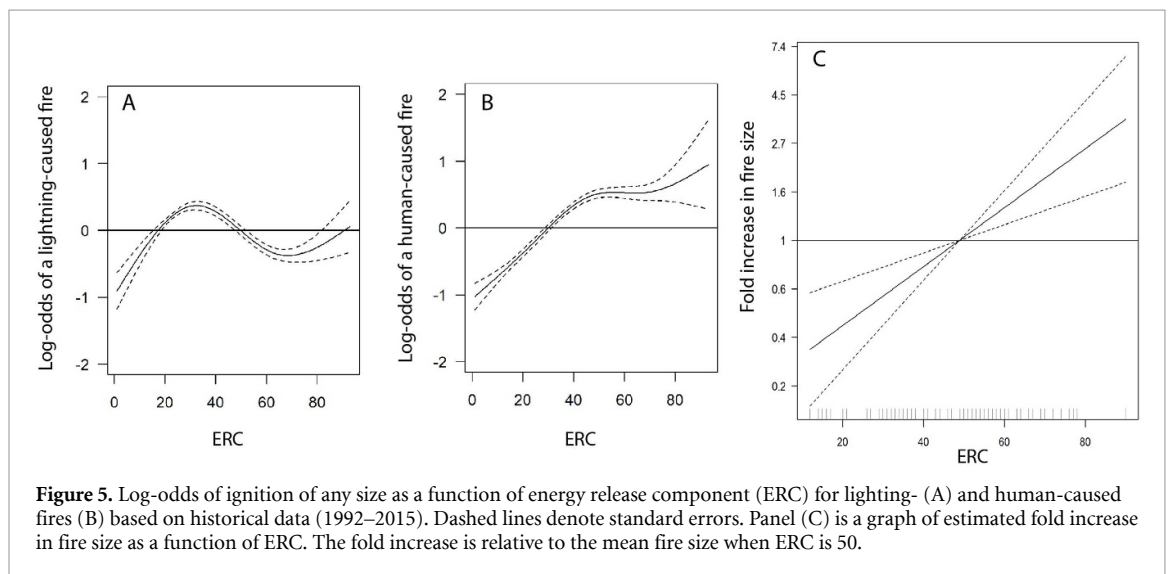 A
Log-odds of a lightning-caused fire
2
1
0
-1
-2
0 20 40 60 80
ERC
B
Log-odds of a human-caused fire
2
1
0
-1
-2
0 20 40 60 80
ERC
C
Fold increase in fire size
7.4
4.5
2.7
1.6
1
0.6
0.4
0.2
20 40 60 80
ERC
Figure 5. Log-odds of ignition of any size as a function of energy release component (ERC) for lighting- (A) and human-caused
fires (B) based on historical data (1992–2015). Dashed lines denote standard errors. Panel (C) is a graph of estimated fold increase
in fire size as a function of ERC. The fold increase is relative to the mean fire size when ERC is 50.